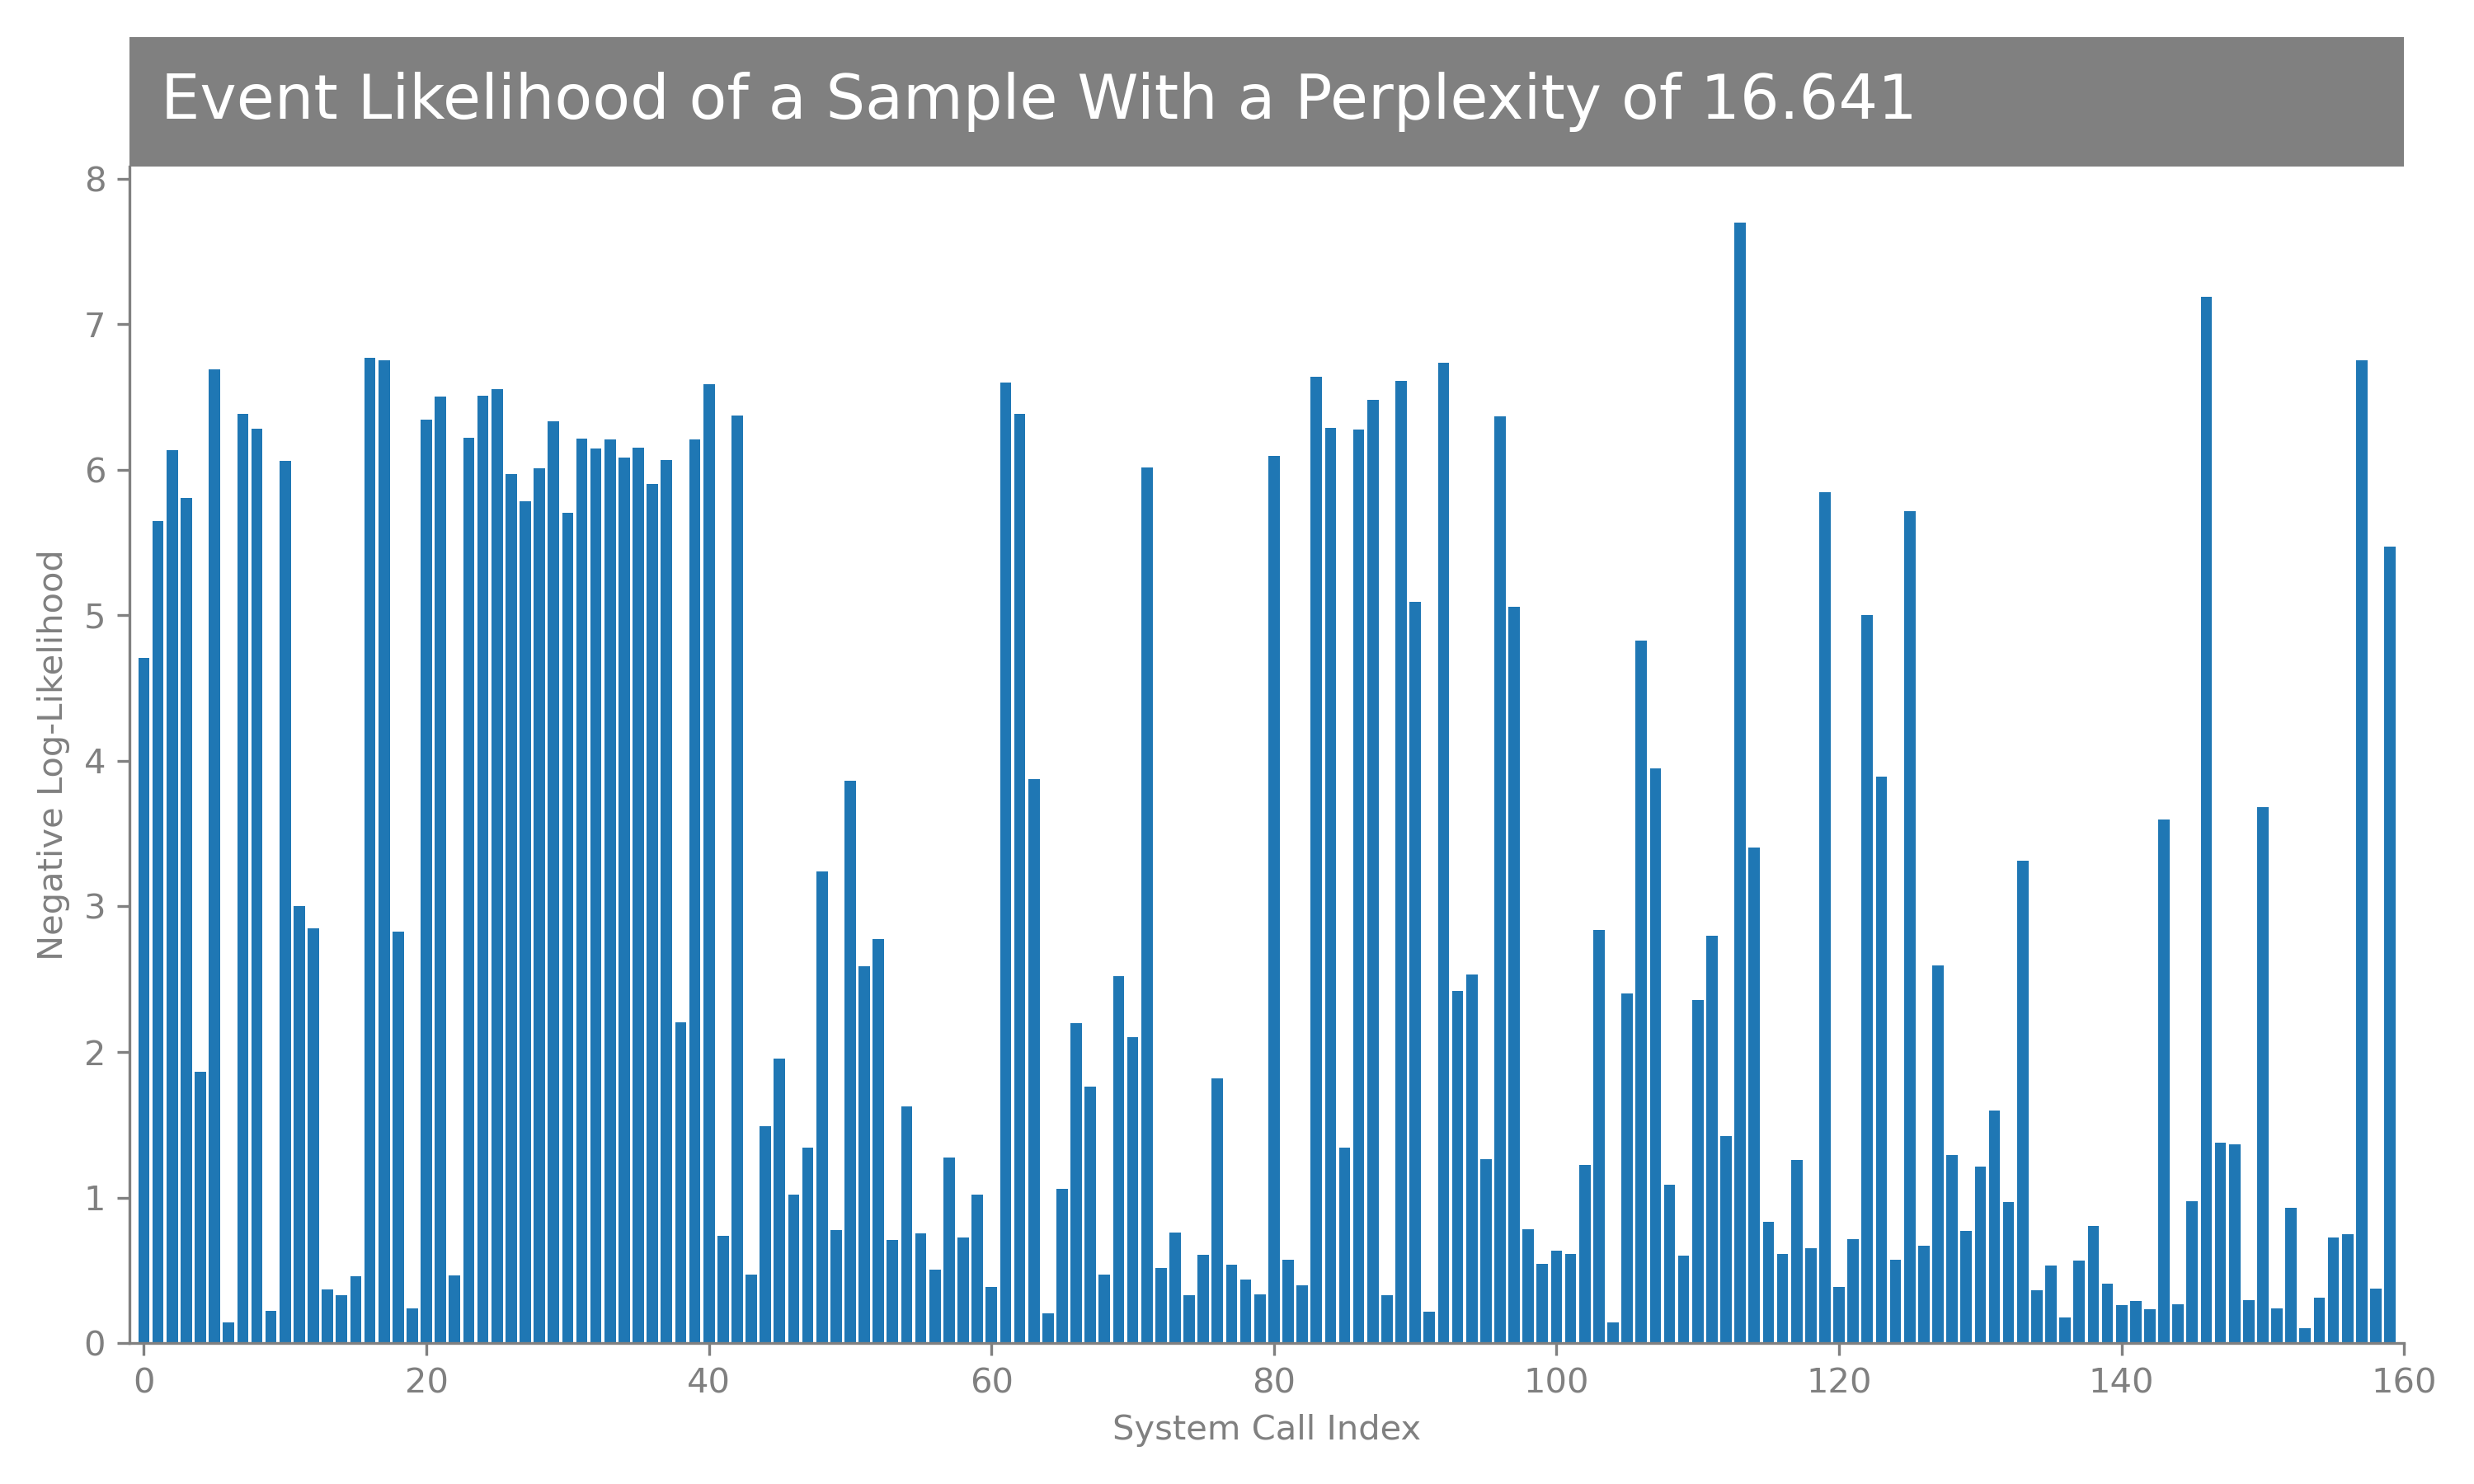 Event Likelihood of a Sample With a Perplexity of 16.641
8
7
6
5
4
3
2
1
0
Negative Log-Likelihood
0 20 40 60 80 100 120 140 160
System Call Index